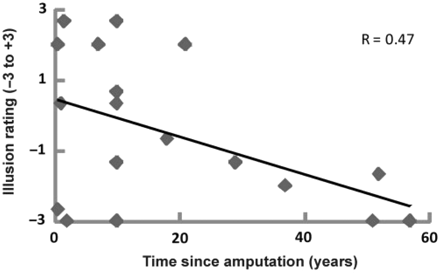 3
R = 0.47
1
−1
−3
0
20
40
60
Illusion rating (−3 to +3)
Time since amputation (years)